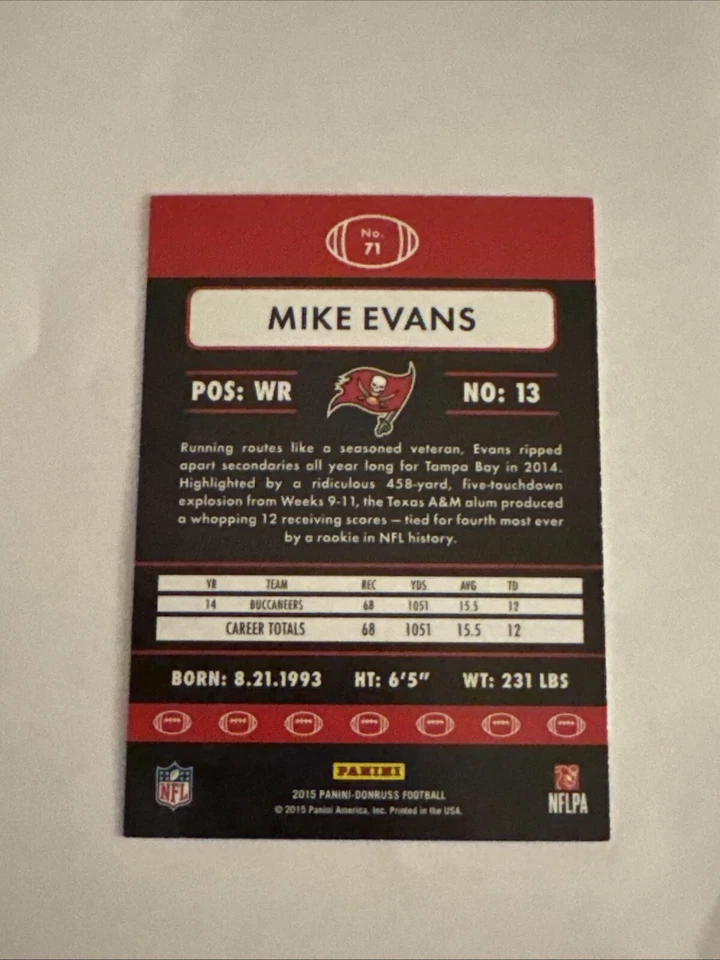 No.
71
MIKE EVANS
POS: WR
NO: 13
Running routes like a seasoned veteran, Evans ripped
apart secondaries all year long for Tampa Bay in 2014.
Highlighted by a ridiculous 458-yard, five-touchdown
explosion from Weeks 9-11, the Texas A&M alum produced
a whopping 12 receiving scores — tied for fourth most ever
by a rookie in NFL history.
YR TEAM REC YDS AVG TD
14 BUCCANEERS 68 1051 15.5 12
CAREER TOTALS 68 1051 15.5 12
BORN: 8.21.1993 HT: 6'5" WT: 231 LBS
PANINI
NFL
2015 PANINI-DONRUSS FOOTBALL
© 2015 Panini America, Inc. Printed in the USA.
NFLPA